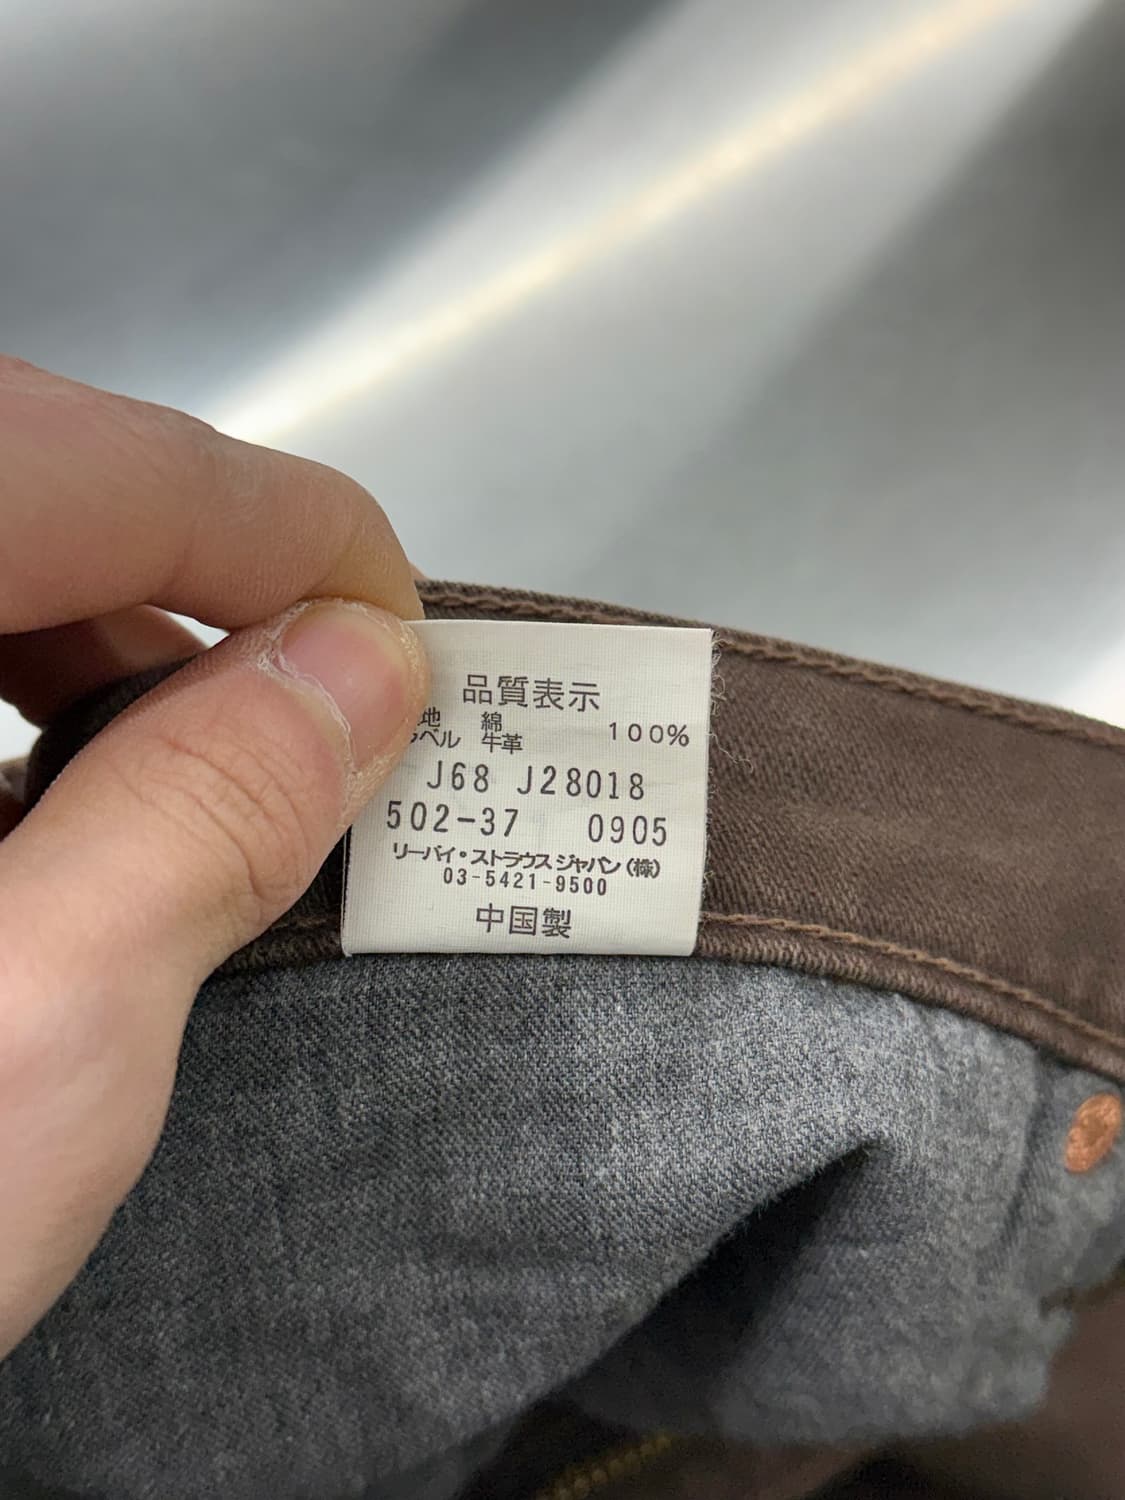 品質表示
地 綿 100%
ベル 牛革
J68 J28018
502-37 0905
リーバイ・ストラウス ジャパン(株)
03-5421-9500
中国製